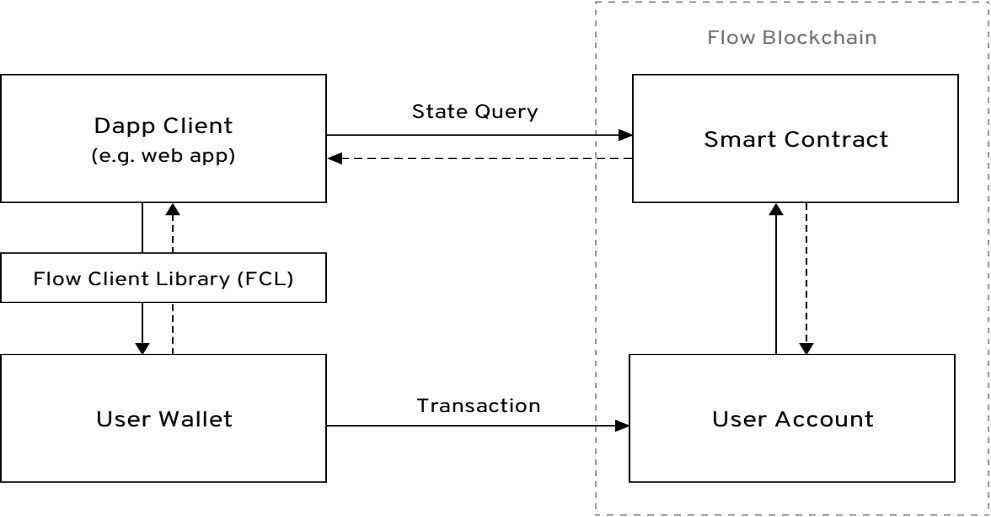 Flow Blockchain
State Query
Dapp Client
(e.g. web app)
Smart Contract
Flow Client Library (FCL)
Transaction
User Wallet
User Account